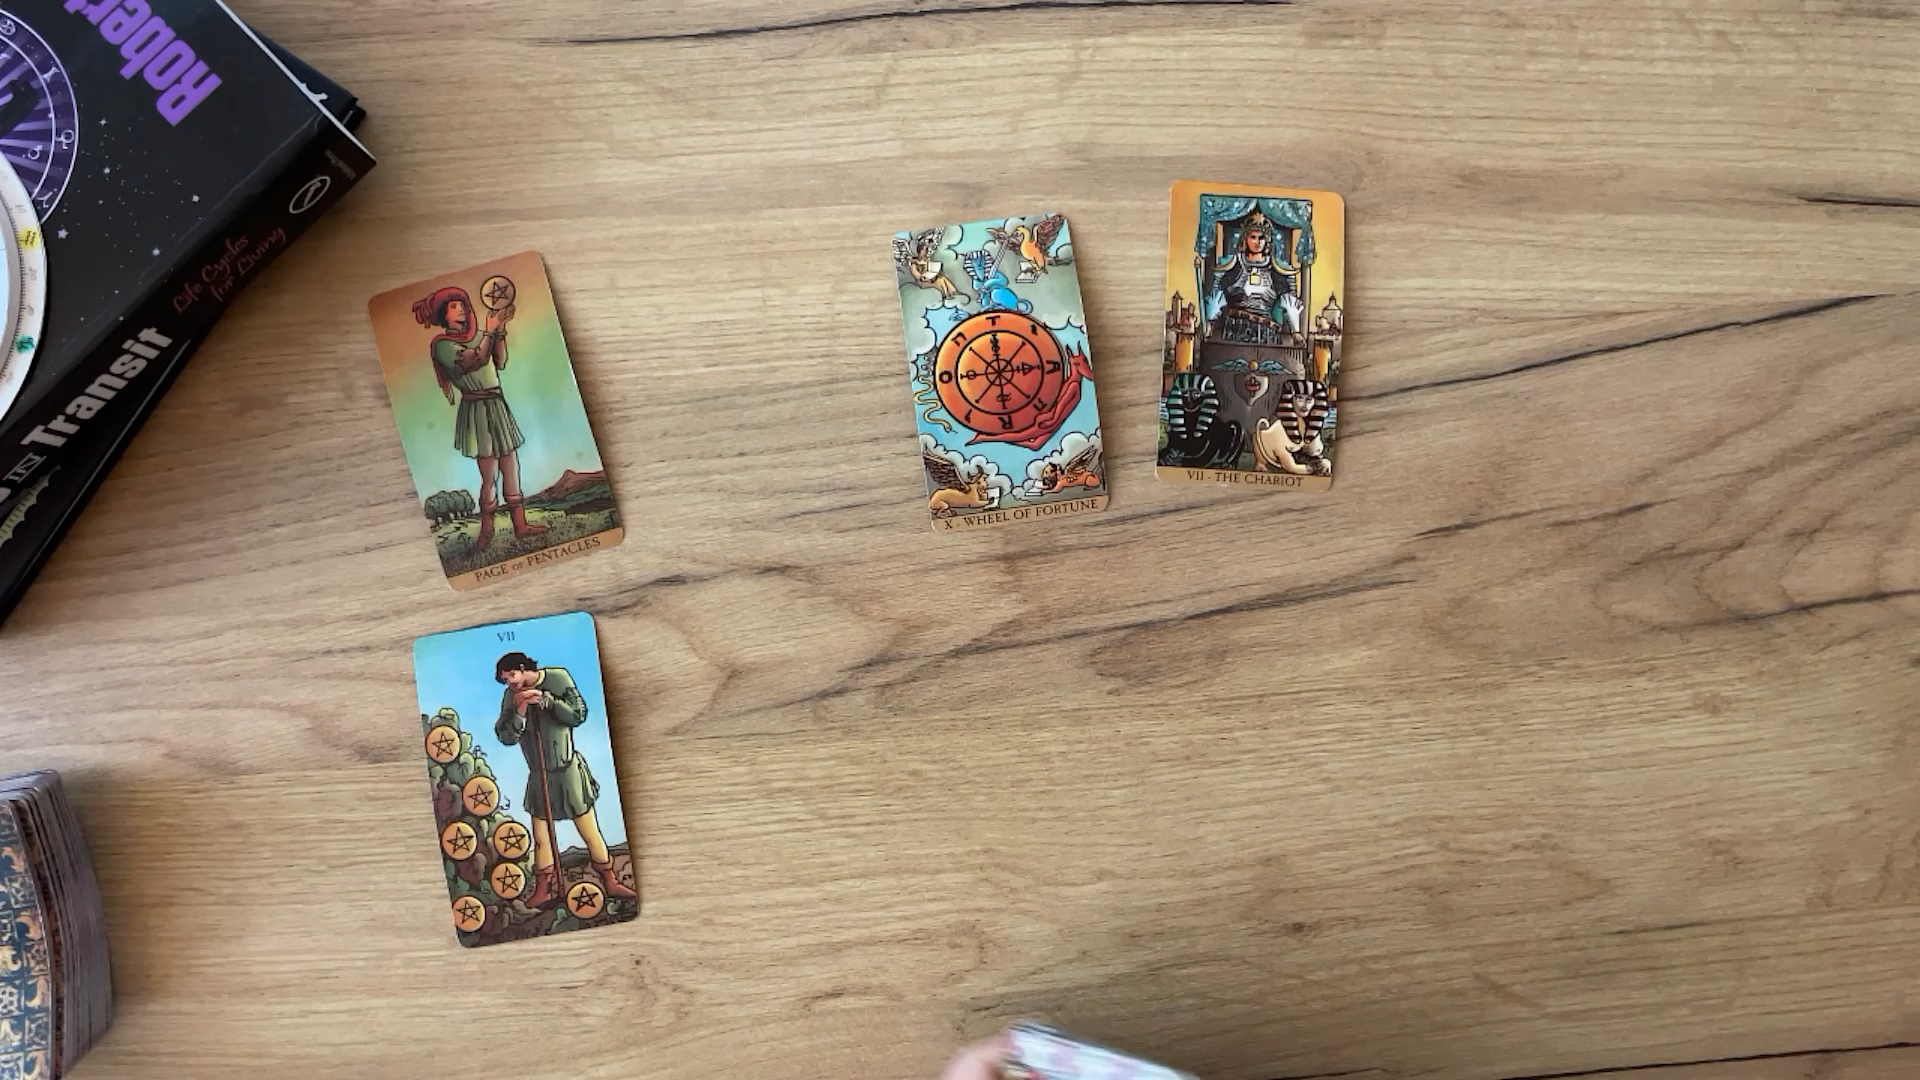 Robert
Life Cycles
for Living
Transit
PAGE of PENTACLES
X - WHEEL OF FORTUNE
VII - THE CHARIOT
VII